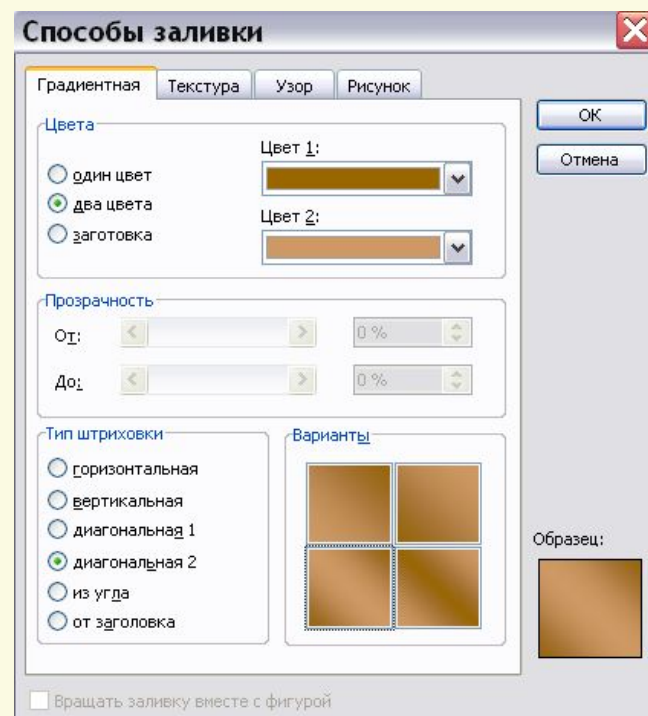 Способы заливки
Градиентная Текстура Узор Рисунок
Цвета
один цвет
два цвета
заготовка
Цвет 1:
Цвет 2:
ОК
Отмена
Прозрачность
От: 0 %
До: 0 %
Тип штриховки
горизонтальная
вертикальная
диагональная 1
диагональная 2
из угла
от заголовка
Варианты
Образец:
Вращать заливку вместе с фигурой